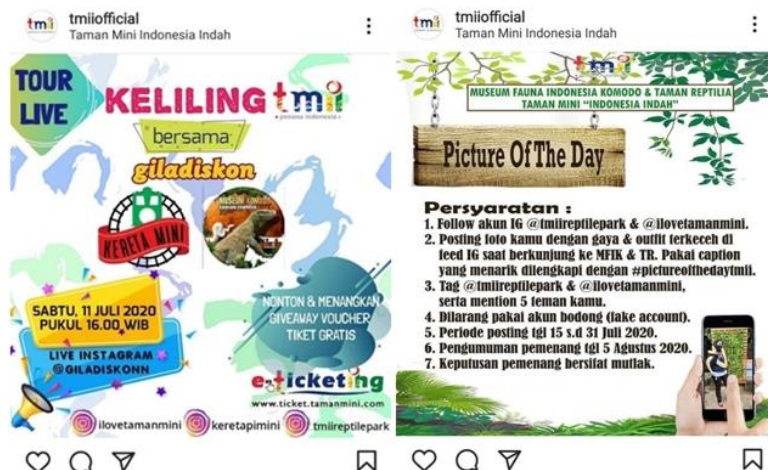 tmiiofficial
Taman Mini Indonesia Indah
TOUR
LIVE
KELILING tmii
pesona indonesia
bersama:
giladiskon
KERETA MINI
MUSEUM KOMODO
SABTU, 11 JULI 2020
PUKUL 16.00 WIB
LIVE INSTAGRAM
@GILADISKONN
NONTON & MENANGKAN
GIVEAWAY VOUCHER
TIKET GRATIS
e-ticketing
www.ticket.tamanmini.com
ilovetamanmini keretapimini tmiireptilepark
tmiiofficial
Taman Mini Indonesia Indah
tmii
MUSEUM FAUNA INDONESIA KOMODO & TAMAN REPTILIA
TAMAN MINI “INDONESIA INDAH”
Picture Of The Day
Persyaratan :
1. Follow akun IG @tmiireptilepark & @ilovetamanmini.
2. Posting foto kamu dengan gaya & outfit terkeceh di
feed IG saat berkunjung ke MFIK & TR. Pakai caption
yang menarik dilengkapi dengan #pictureofthedaytmii.
3. Tag @tmiireptilepark & @ilovetamanmini,
serta mention 5 teman kamu.
4. Dilarang pakai akun bodong (fake account).
5. Periode posting tgl 15 s.d 31 Juli 2020.
6. Pengumuman pemenang tgl 5 Agustus 2020.
7. Keputusan pemenang bersifat mutlak.